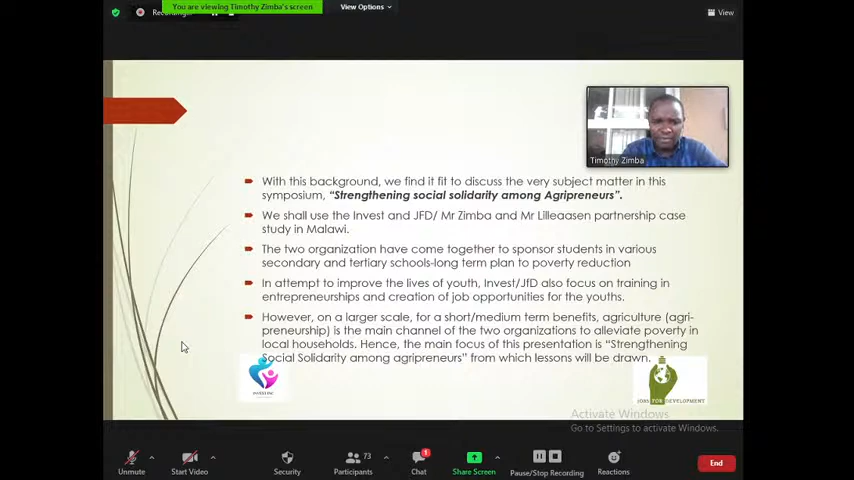 You are viewing Timothy Zimba's screen
View Options
View
Timothy Zimba
With this background, we find it fit to discuss the very subject matter in this
symposium, "Strengthening social solidarity among Agripreneurs".
We shall use the Invest and JFD/ Mr Zimba and Mr Lilleaasen partnership case
study in Malawi.
The two organization have come together to sponsor students in various
secondary and tertiary schools-long term plan to poverty reduction
In attempt to improve the lives of youth, Invest/JfD also focus on training in
entrepreneurships and creation of job opportunities for the youths.
However, on a larger scale, for a short/medium term benefits, agriculture (agri-
preneurship) is the main channel of the two organizations to alleviate poverty in
local households. Hence, the main focus of this presentation is "Strengthening
Social Solidarity among agripreneurs" from which lessons will be drawn.
JOBS FOR DEVELOPMENT
Activate Windows
Go to Settings to activate Windows.
73
1
Unmute
Start Video
Security
Participants
Chat
Share Screen
Pause/Stop Recording
Reactions
End